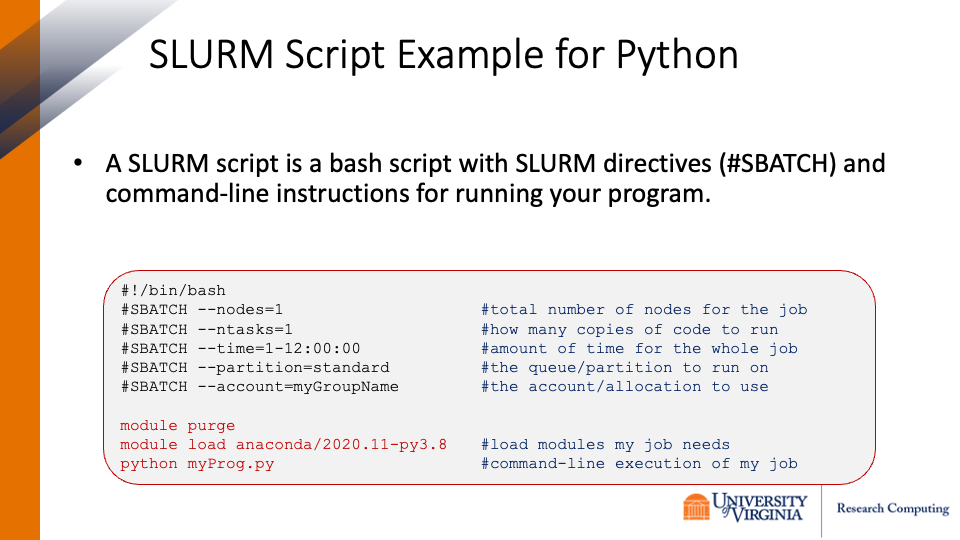 SLURM Script Example for Python
• A SLURM script is a bash script with SLURM directives (#SBATCH) and
command-line instructions for running your program.
#!/bin/bash
#SBATCH --nodes=1 #total number of nodes for the job
#SBATCH --ntasks=1 #how many copies of code to run
#SBATCH --time=1-12:00:00 #amount of time for the whole job
#SBATCH --partition=standard #the queue/partition to run on
#SBATCH --account=myGroupName #the account/allocation to use
module purge
module load anaconda/2020.11-py3.8 #load modules my job needs
python myProg.py #command-line execution of my job
UNIVERSITY
of VIRGINIA
Research Computing